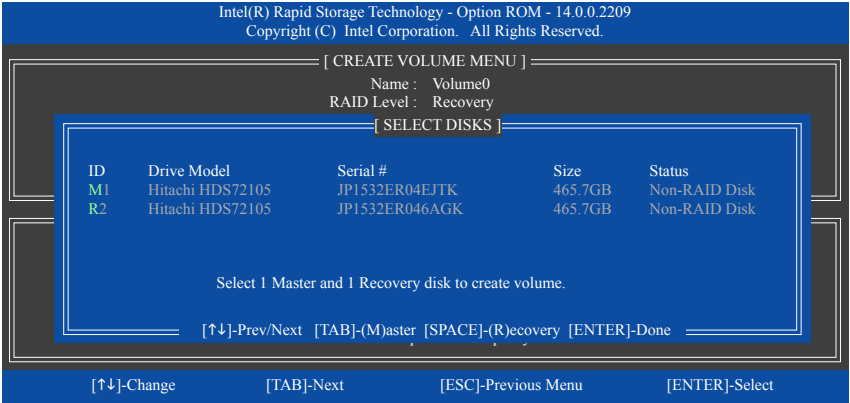 Intel(R) Rapid Storage Technology - Option ROM - 14.0.0.2209
Copyright (C) Intel Corporation. All Rights Reserved.
[ CREATE VOLUME MENU ]
Name : Volume0
RAID Level : Recovery
[ SELECT DISKS ]
ID Drive Model Serial # Size Status
M1 Hitachi HDS72105 JP1532ER04EJTK 465.7GB Non-RAID Disk
R2 Hitachi HDS72105 JP1532ER046AGK 465.7GB Non-RAID Disk
Select 1 Master and 1 Recovery disk to create volume.
[↑↓]-Prev/Next [TAB]-(M)aster [SPACE]-(R)ecovery [ENTER]-Done
[↑↓]-Change [TAB]-Next [ESC]-Previous Menu [ENTER]-Select